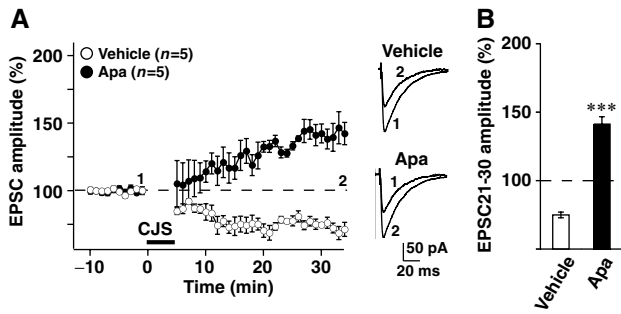 A
B
EPSC amplitude (%)
200
150
100
Vehicle (n=5)
Apa (n=5)
1
2
CJS
–10
0
10
20
30
Time (min)
Vehicle
2
1
Apa
1
2
50 pA
20 ms
EPSC21-30 amplitude (%)
200
150
100
50
0
***
Vehicle
Apa